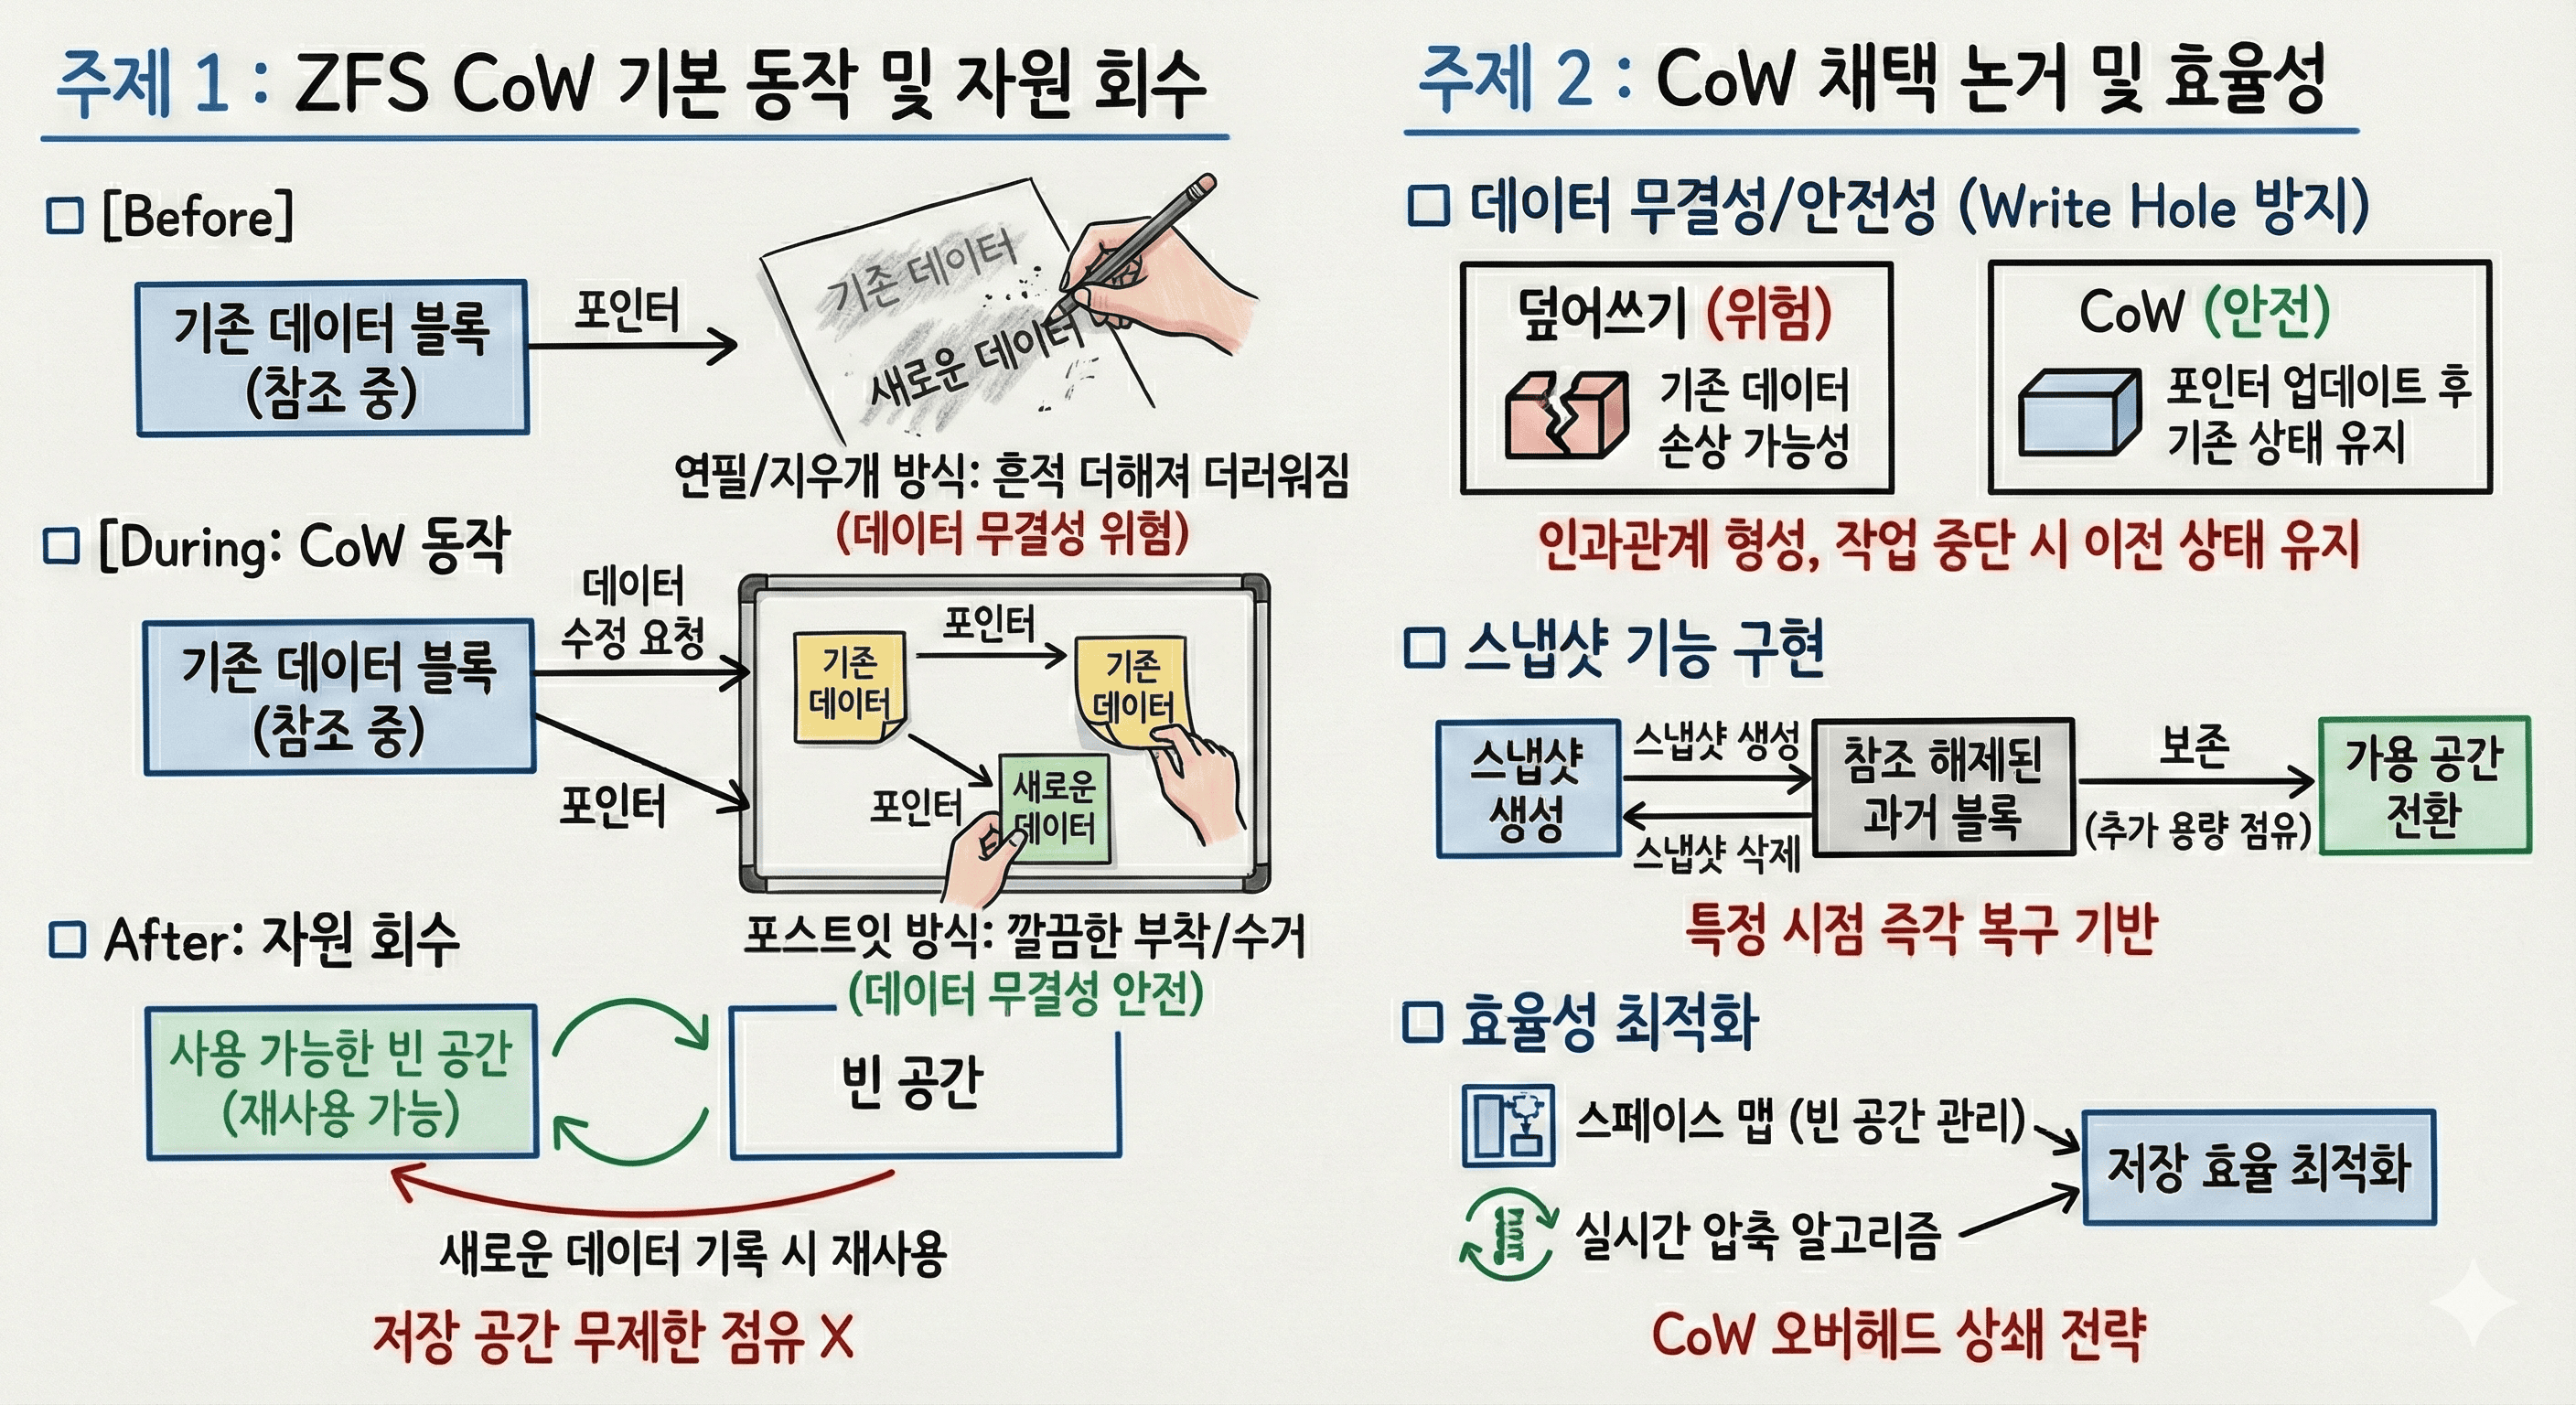 주제 1 : ZFS CoW 기본 동작 및 자원 회수
[Before]
기존 데이터 블록
(참조 중)
포인터
기존 데이터
새로운 데이터
연필/지우개 방식: 흔적 더해져 더러워짐
(데이터 무결성 위험)
[During: CoW 동작
기존 데이터 블록
(참조 중)
데이터
수정 요청
포인터
기존
데이터
포인터
기존
데이터
포인터
새로운
데이터
포스트잇 방식: 깔끔한 부착/수거
(데이터 무결성 안전)
After: 자원 회수
사용 가능한 빈 공간
(재사용 가능)
빈 공간
새로운 데이터 기록 시 재사용
저장 공간 무제한 점유 X
주제 2 : CoW 채택 논거 및 효율성
데이터 무결성/안전성 (Write Hole 방지)
덮어쓰기 (위험)
기존 데이터
손상 가능성
CoW (안전)
포인터 업데이트 후
기존 상태 유지
인과관계 형성, 작업 중단 시 이전 상태 유지
스냅샷 기능 구현
스냅샷
생성
스냅샷 생성
스냅샷 삭제
참조 해제된
과거 블록
보존
(추가 용량 점유)
가용 공간
전환
특정 시점 즉각 복구 기반
효율성 최적화
스페이스 맵 (빈 공간 관리)
실시간 압축 알고리즘
저장 효율 최적화
CoW 오버헤드 상쇄 전략